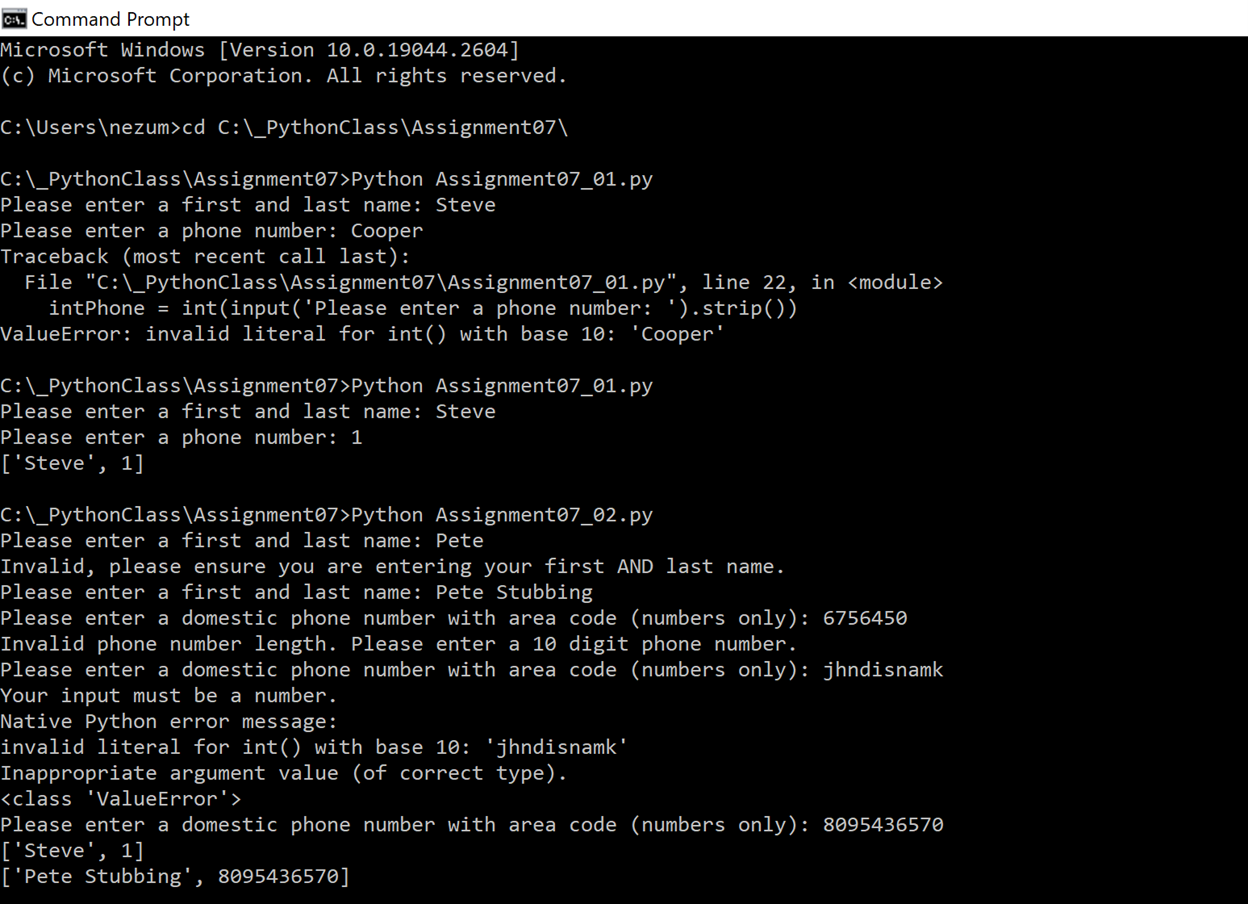 Command Prompt
Microsoft Windows [Version 10.0.19044.2604]
(c) Microsoft Corporation. All rights reserved.
C:\Users\nezum>cd C:\_PythonClass\Assignment07\
C:\_PythonClass\Assignment07>Python Assignment07_01.py
Please enter a first and last name: Steve
Please enter a phone number: Cooper
Traceback (most recent call last):
  File "C:\_PythonClass\Assignment07\Assignment07_01.py", line 22, in <module>
    intPhone = int(input('Please enter a phone number: ').strip())
ValueError: invalid literal for int() with base 10: 'Cooper'
C:\_PythonClass\Assignment07>Python Assignment07_01.py
Please enter a first and last name: Steve
Please enter a phone number: 1
['Steve', 1]
C:\_PythonClass\Assignment07>Python Assignment07_02.py
Please enter a first and last name: Pete
Invalid, please ensure you are entering your first AND last name.
Please enter a first and last name: Pete Stubbing
Please enter a domestic phone number with area code (numbers only): 6756450
Invalid phone number length. Please enter a 10 digit phone number.
Please enter a domestic phone number with area code (numbers only): jhndisnamk
Your input must be a number.
Native Python error message:
invalid literal for int() with base 10: 'jhndisnamk'
Inappropriate argument value (of correct type).
<class 'ValueError'>
Please enter a domestic phone number with area code (numbers only): 8095436570
['Steve', 1]
['Pete Stubbing', 8095436570]